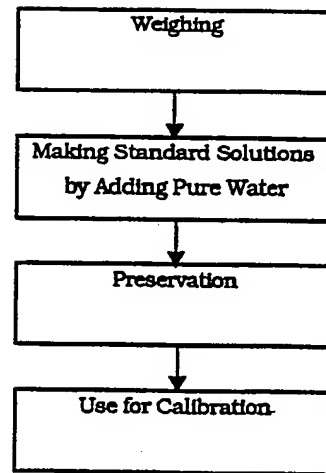 Weighing
Making Standard Solutions
by Adding Pure Water
Preservation
Use for Calibration